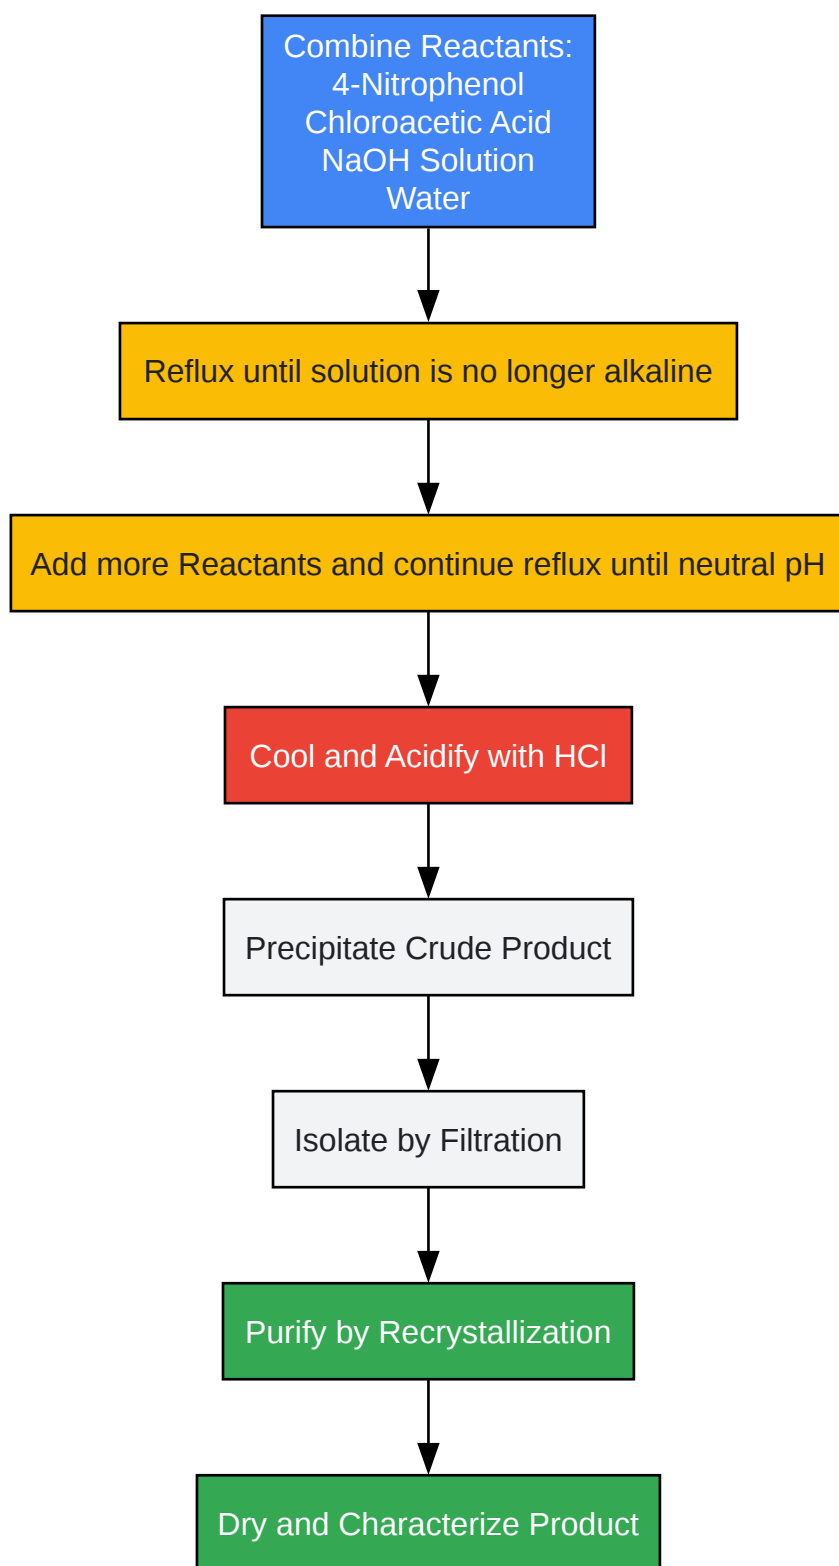 Combine Reactants:
4-Nitrophenol
Chloroacetic Acid
NaOH Solution
Water
Reflux until solution is no longer alkaline
Add more Reactants and continue reflux until neutral pH
Cool and Acidify with HCl
Precipitate Crude Product
Isolate by Filtration
Purify by Recrystallization
Dry and Characterize Product